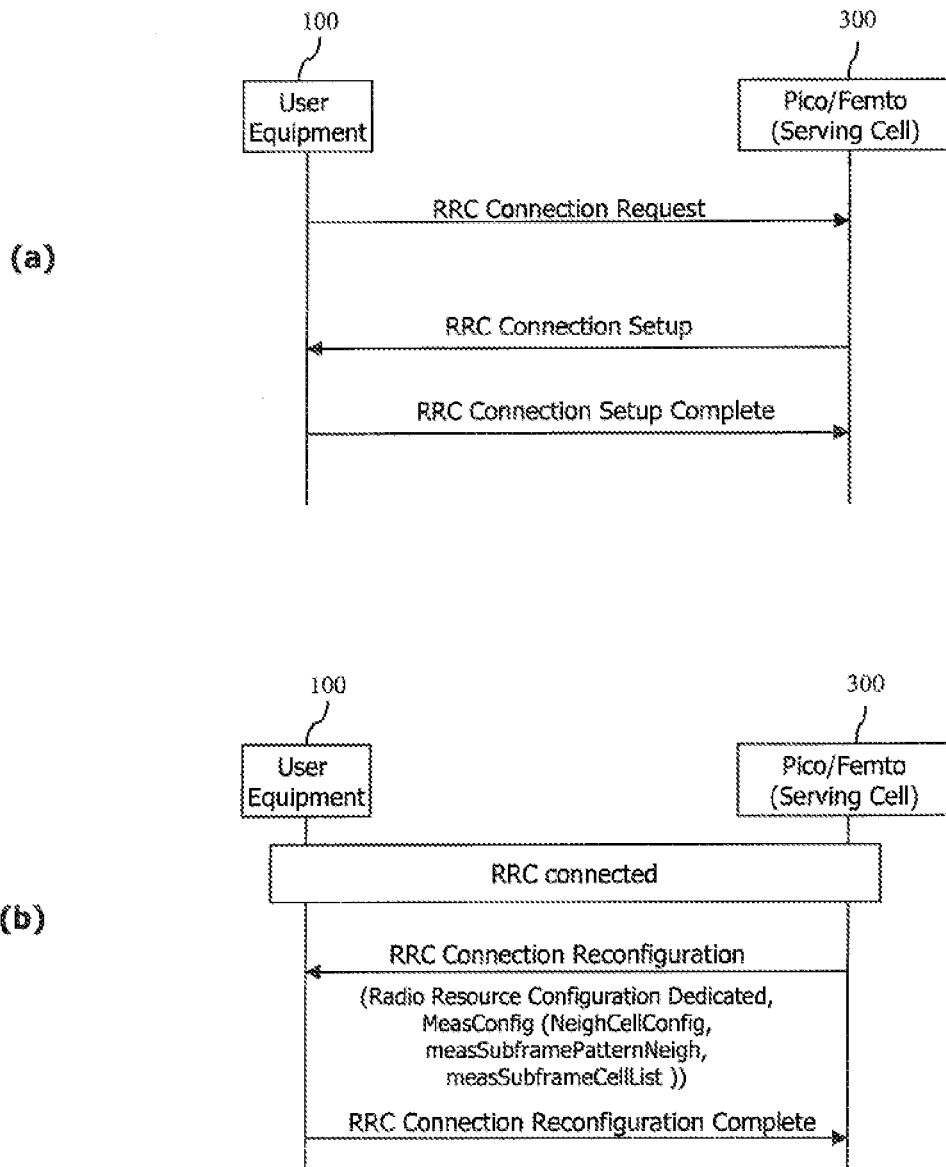 100
300
User
Equipment
Pico/Femto
(Serving Cell)
RRC Connection Request
(a)
RRC Connection Setup
RRC Connection Setup Complete
100
300
User
Equipment
Pico/Femto
(Serving Cell)
RRC connected
(b)
RRC Connection Reconfiguration
(Radio Resource Configuration Dedicated,
MeasConfig (NeighCellConfig,
measSubframePatternNeigh,
measSubframeCellList ))
RRC Connection Reconfiguration Complete